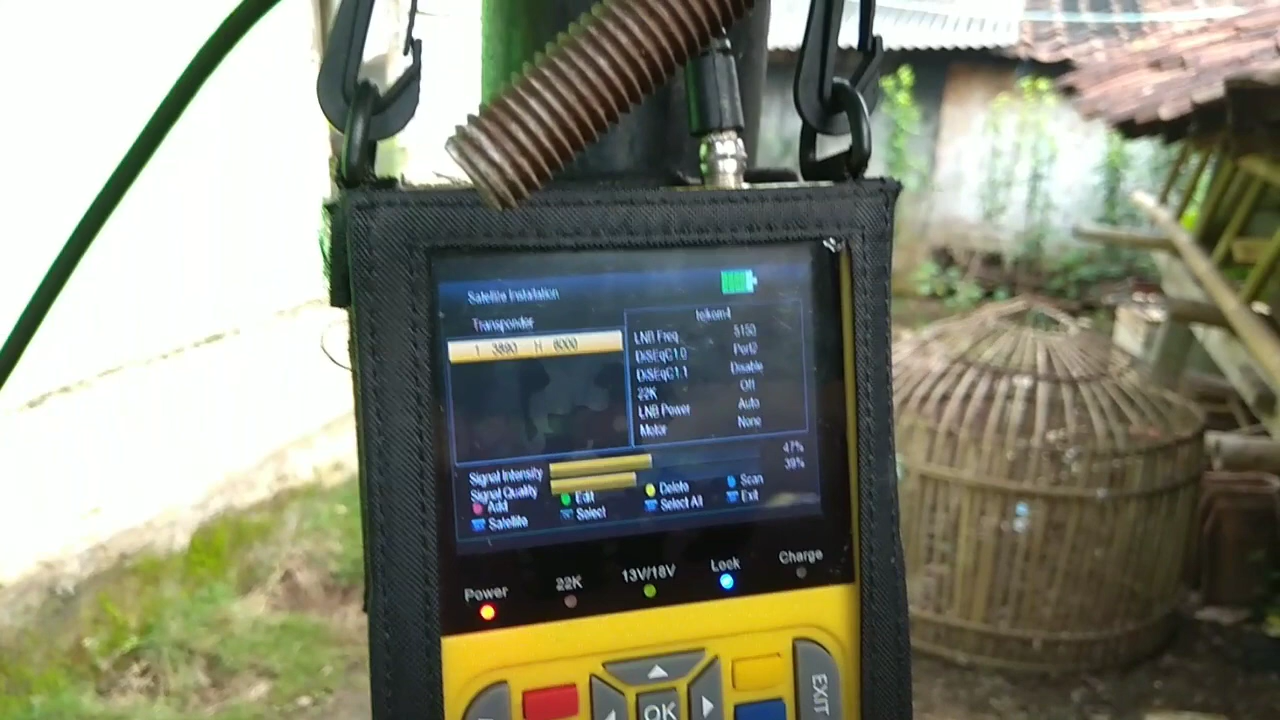 Satellite Installation
Transponder
1 3890 H 8000
telkom4
LNB Freq 5150
DiSEqC1.0 Port2
DiSEqC1.1 Disable
22K Off
LNB Power Auto
Motor None
Signal Intensity 47%
Signal Quality 39%
Add Edit Delete Scan
Satellite Select Select All Exit
Power 22K 13V/18V Lock Charge
OK
EXIT